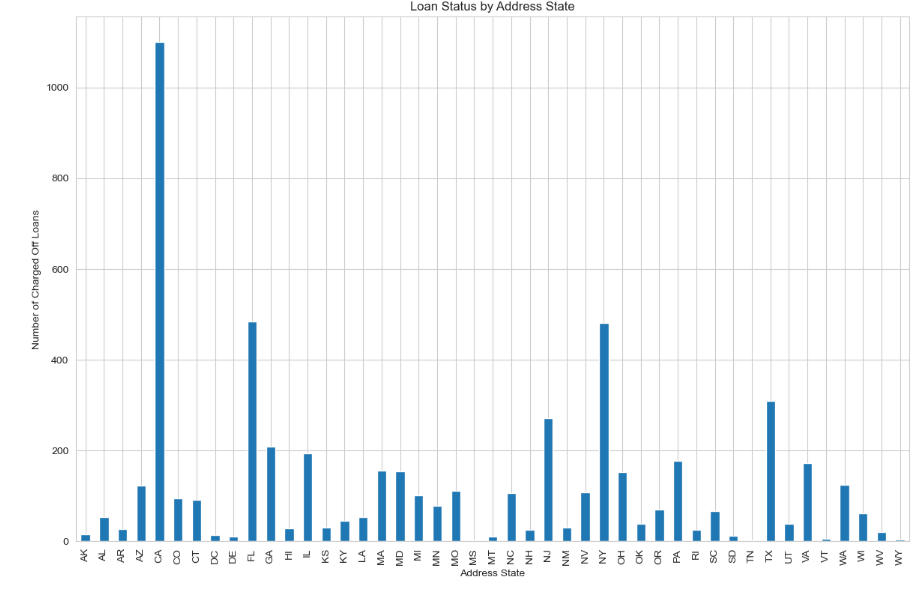 Loan Status by Address State
Number of Charged Off Loans
1000
800
600
400
200
0
AK AL AR AZ CA CO CT DC DE FL GA HI IL KS KY LA MA MD MI MN MO MS MT NC NH NJ NM NV NY OH OK OR PA RI SC SD TN TX UT VA VT WA WI WV WY
Address State